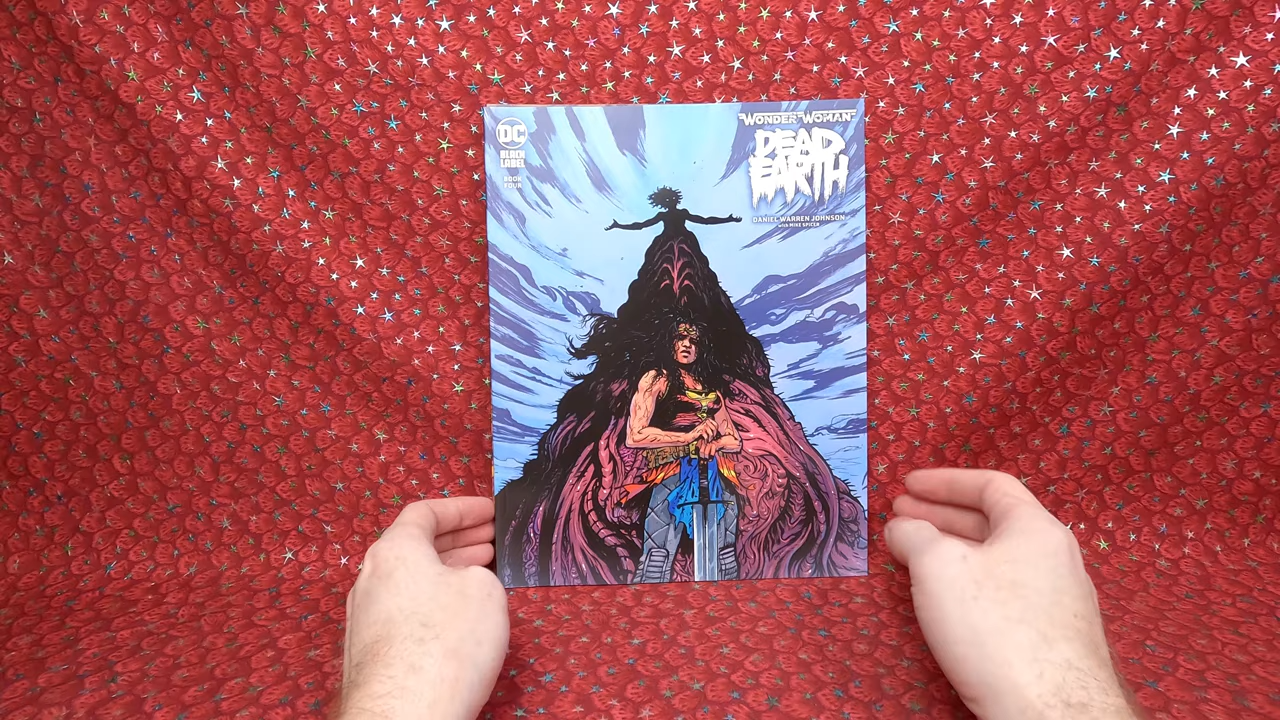 DC
BLACK
LABEL
BOOK
FOUR
WONDER WOMAN
DEAD
EARTH
DANIEL WARREN JOHNSON
with MIKE SPICER